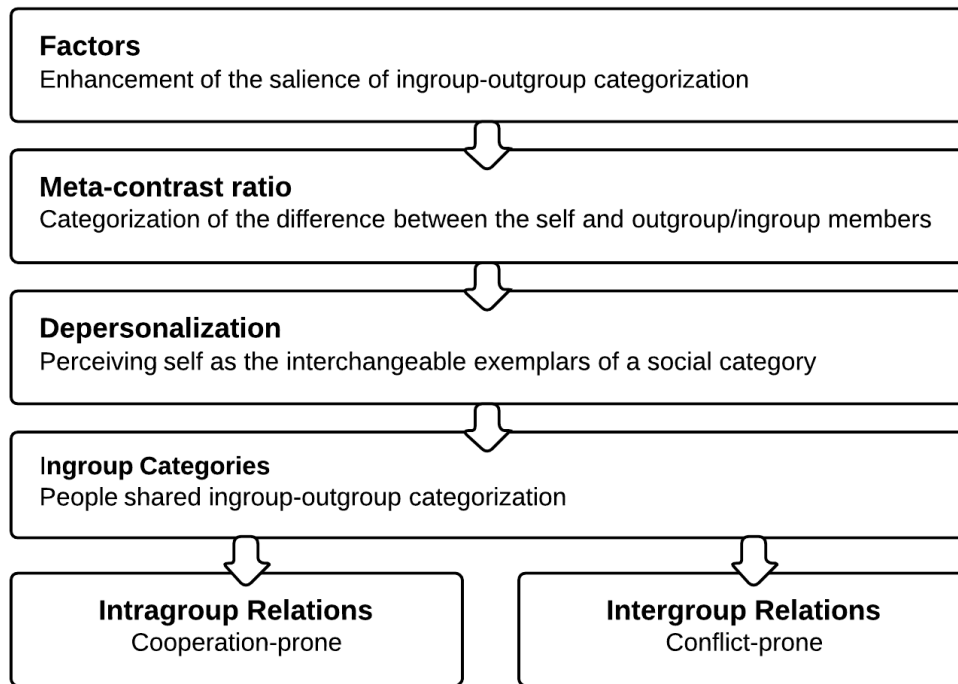 Factors
Enhancement of the salience of ingroup-outgroup categorization
Meta-contrast ratio
Categorization of the difference between the self and outgroup/ingroup members
Depersonalization
Perceiving self as the interchangeable exemplars of a social category
Ingroup Categories
People shared ingroup-outgroup categorization
Intragroup Relations
Cooperation-prone
Intergroup Relations
Conflict-prone